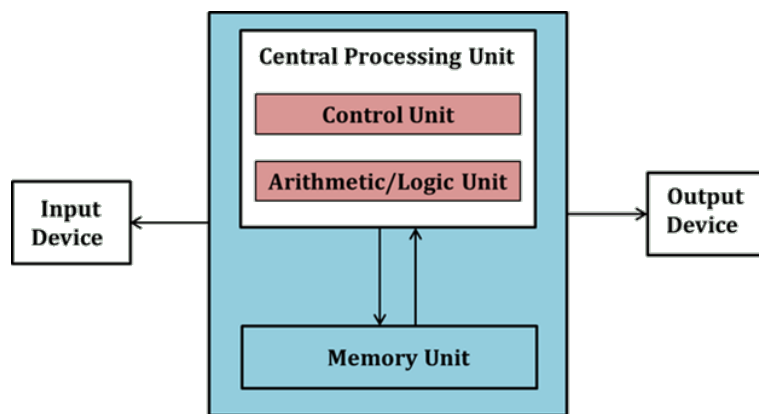 Central Processing Unit
Control Unit
Arithmetic/Logic Unit
Input
Device
Output
Device
Memory Unit